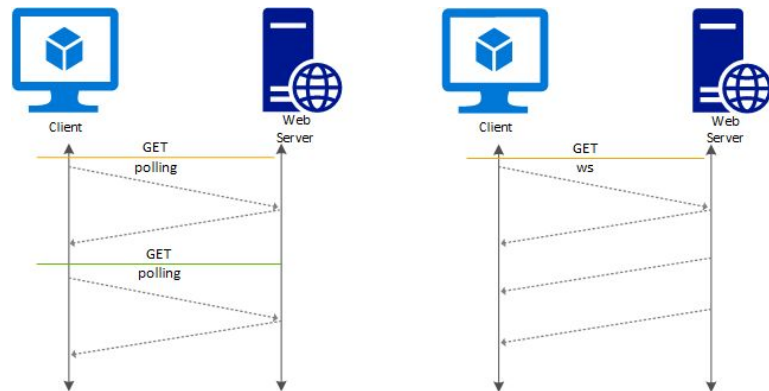 Client
Web
Server
GET
polling
GET
polling
Client
Web
Server
GET
ws